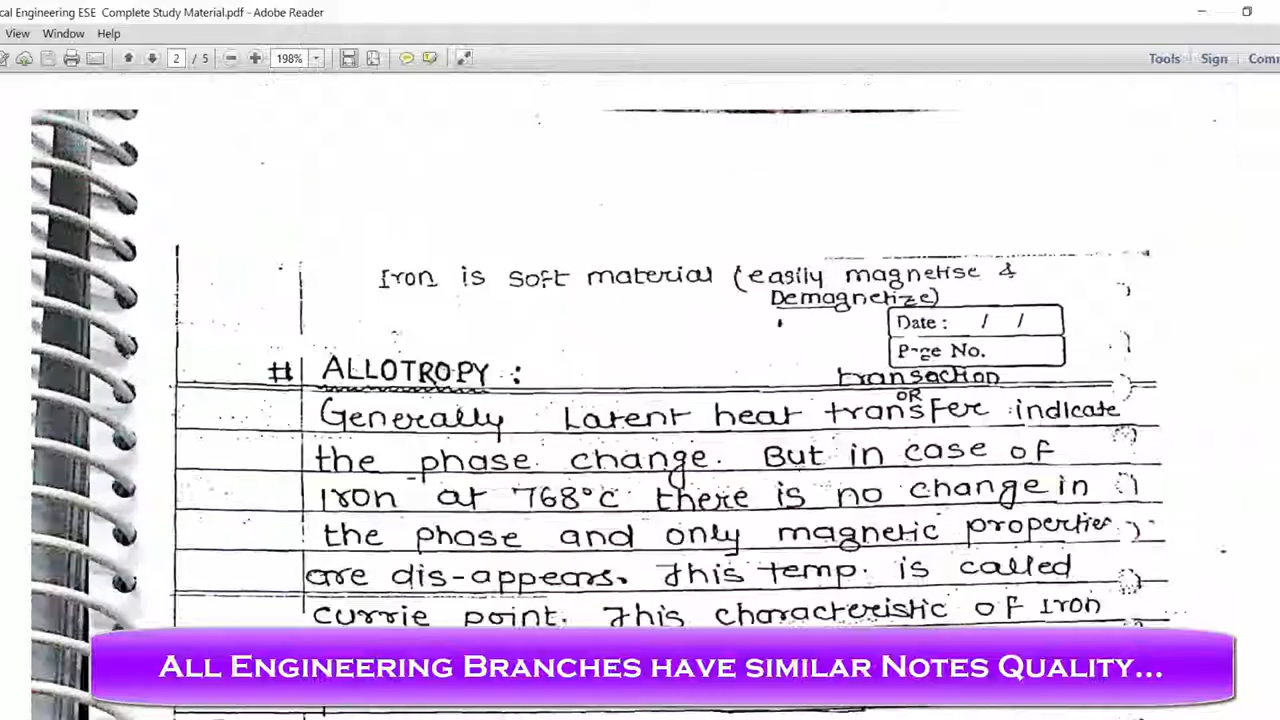 cal Engineering ESE Complete Study Material.pdf - Adobe Reader
View Window Help
2 / 5 198% Tools Sign Com
Iron is soft material (easily magnetise &
Demagnetize)
Date : / /
Page No.
# ALLOTROPY :
transaction
OR
Generally Latent heat transfer indicate
the phase change. But in case of
Iron at 768°C there is no change in
the phase and only magnetic properties
are dis-appears. This temp. is called
currie point. This characteristic of Iron
ALL ENGINEERING BRANCHES HAVE SIMILAR NOTES QUALITY...